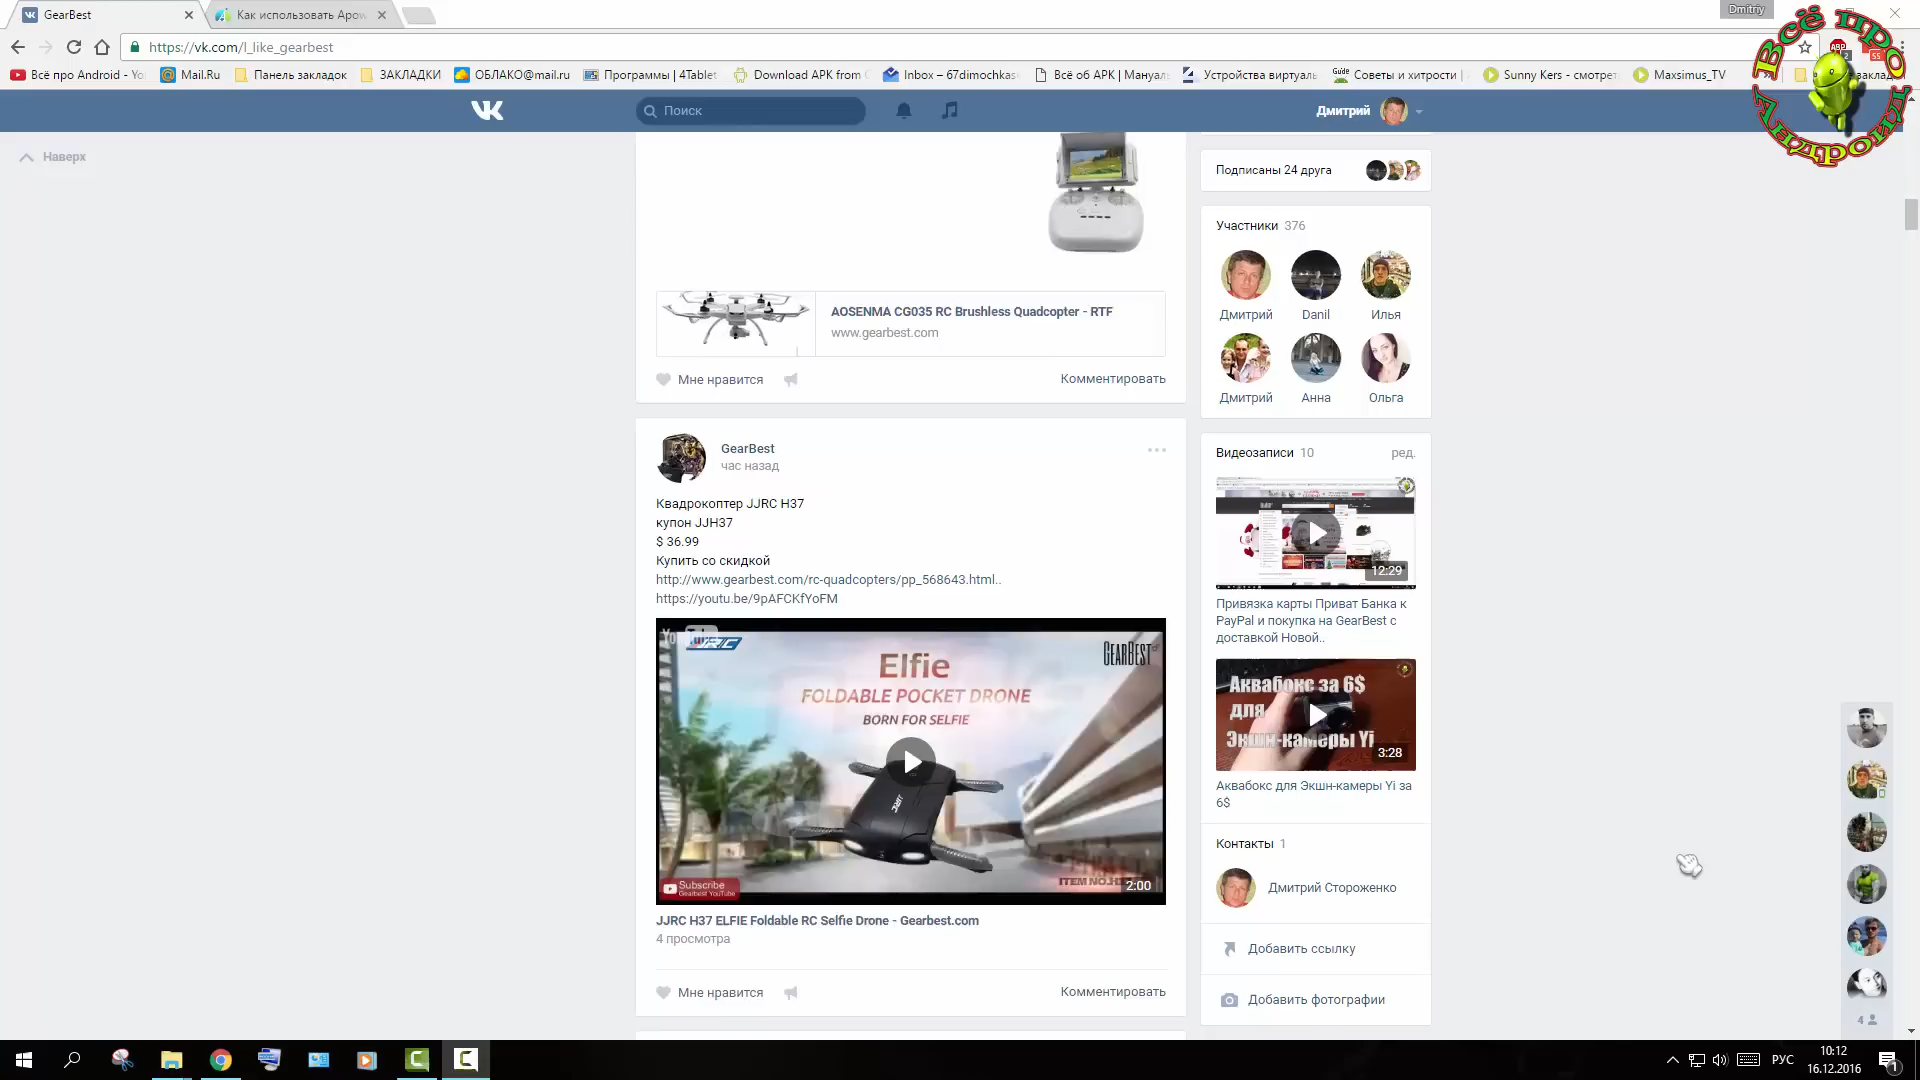 GearBest
Как использовать Apow
Dmitriy
https://vk.com/l_like_gearbest
Всё про Android - Yo
Mail.Ru
Панель закладок
ЗАКЛАДКИ
ОБЛАКО@mail.ru
Программы | 4Tablet
Download APK from G
Inbox – 67dimochkas
Всё об APK | Мануал
Устройства виртуаль
Guide
Советы и хитрости |
Sunny Kers - смотрет
Maxsimus_TV
Всё про Андроид
Поиск
Дмитрий
Наверх
Подписаны 24 друга
Участники 376
Дмитрий
Danil
Илья
Дмитрий
Анна
Ольга
AOSENMA CG035 RC Brushless Quadcopter - RTF
www.gearbest.com
Мне нравится
Комментировать
GearBest
час назад
Квадрокоптер JJRC H37
купон JJH37
$ 36.99
Купить со скидкой
http://www.gearbest.com/rc-quadcopters/pp_568643.html..
https://youtu.be/9pAFCKfYoFM
GEARBEST
Elfie
FOLDABLE POCKET DRONE
BORN FOR SELFIE
JJRC
Subscribe
Gearbest YouTube
2:00
JJRC H37 ELFIE Foldable RC Selfie Drone - Gearbest.com
4 просмотра
Мне нравится
Комментировать
Видеозаписи 10
ред.
12:29
Привязка карты Приват Банка к
PayPal и покупка на GearBest с
доставкой Новой..
Аквабокс за 6$
для
Экшн-камеры Yi
3:28
Аквабокс для Экшн-камеры Yi за
6$
Контакты 1
Дмитрий Стороженко
Добавить ссылку
Добавить фотографии
4
РУС
10:12
16.12.2016
1